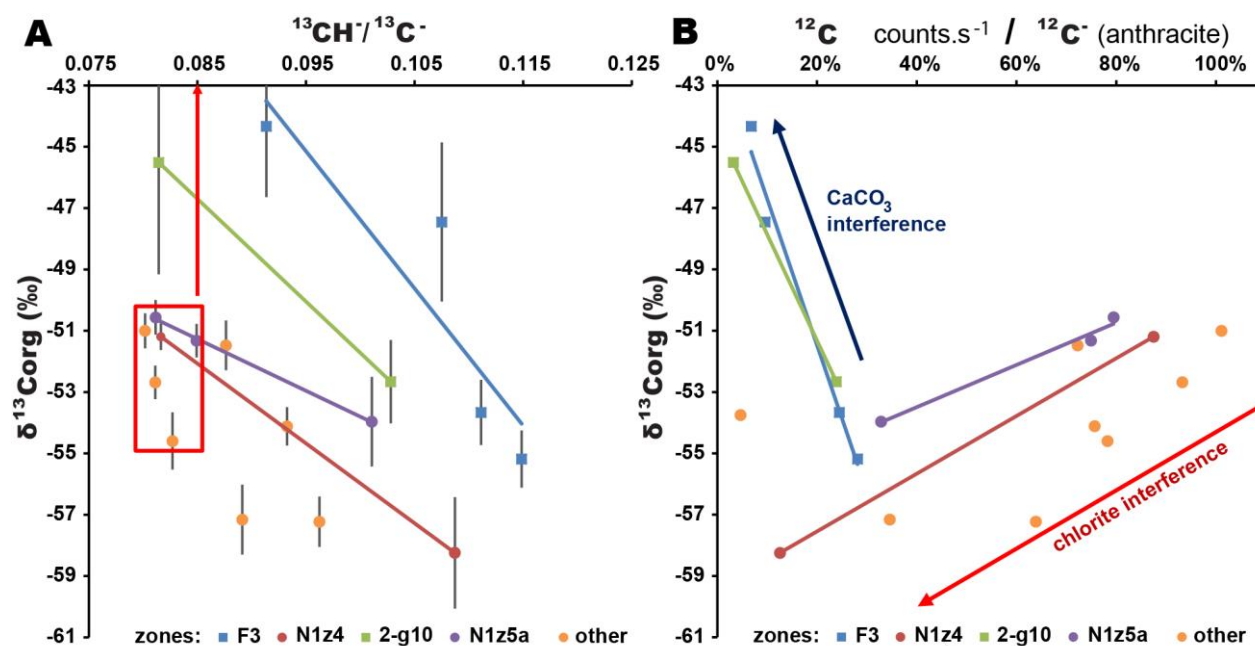 A
¹³CH⁻/¹³C⁻
0.075 0.085 0.095 0.105 0.115 0.125
-43
-45
-47
-49
-51
-53
-55
-57
-59
-61
δ¹³Corg (‰)
zones: F3 N1z4 2-g10 N1z5a other
B
¹²C counts.s⁻¹ / ¹²C⁻ (anthracite)
0% 20% 40% 60% 80% 100%
-43
-45
-47
-49
-51
-53
-55
-57
-59
-61
δ¹³Corg (‰)
CaCO₃
interference
chlorite interference
zones: F3 N1z4 2-g10 N1z5a other